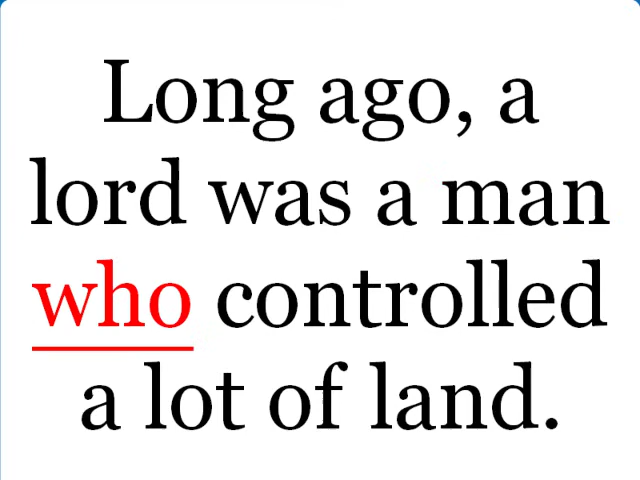 Long ago, a
lord was a man
who controlled
a lot of land.